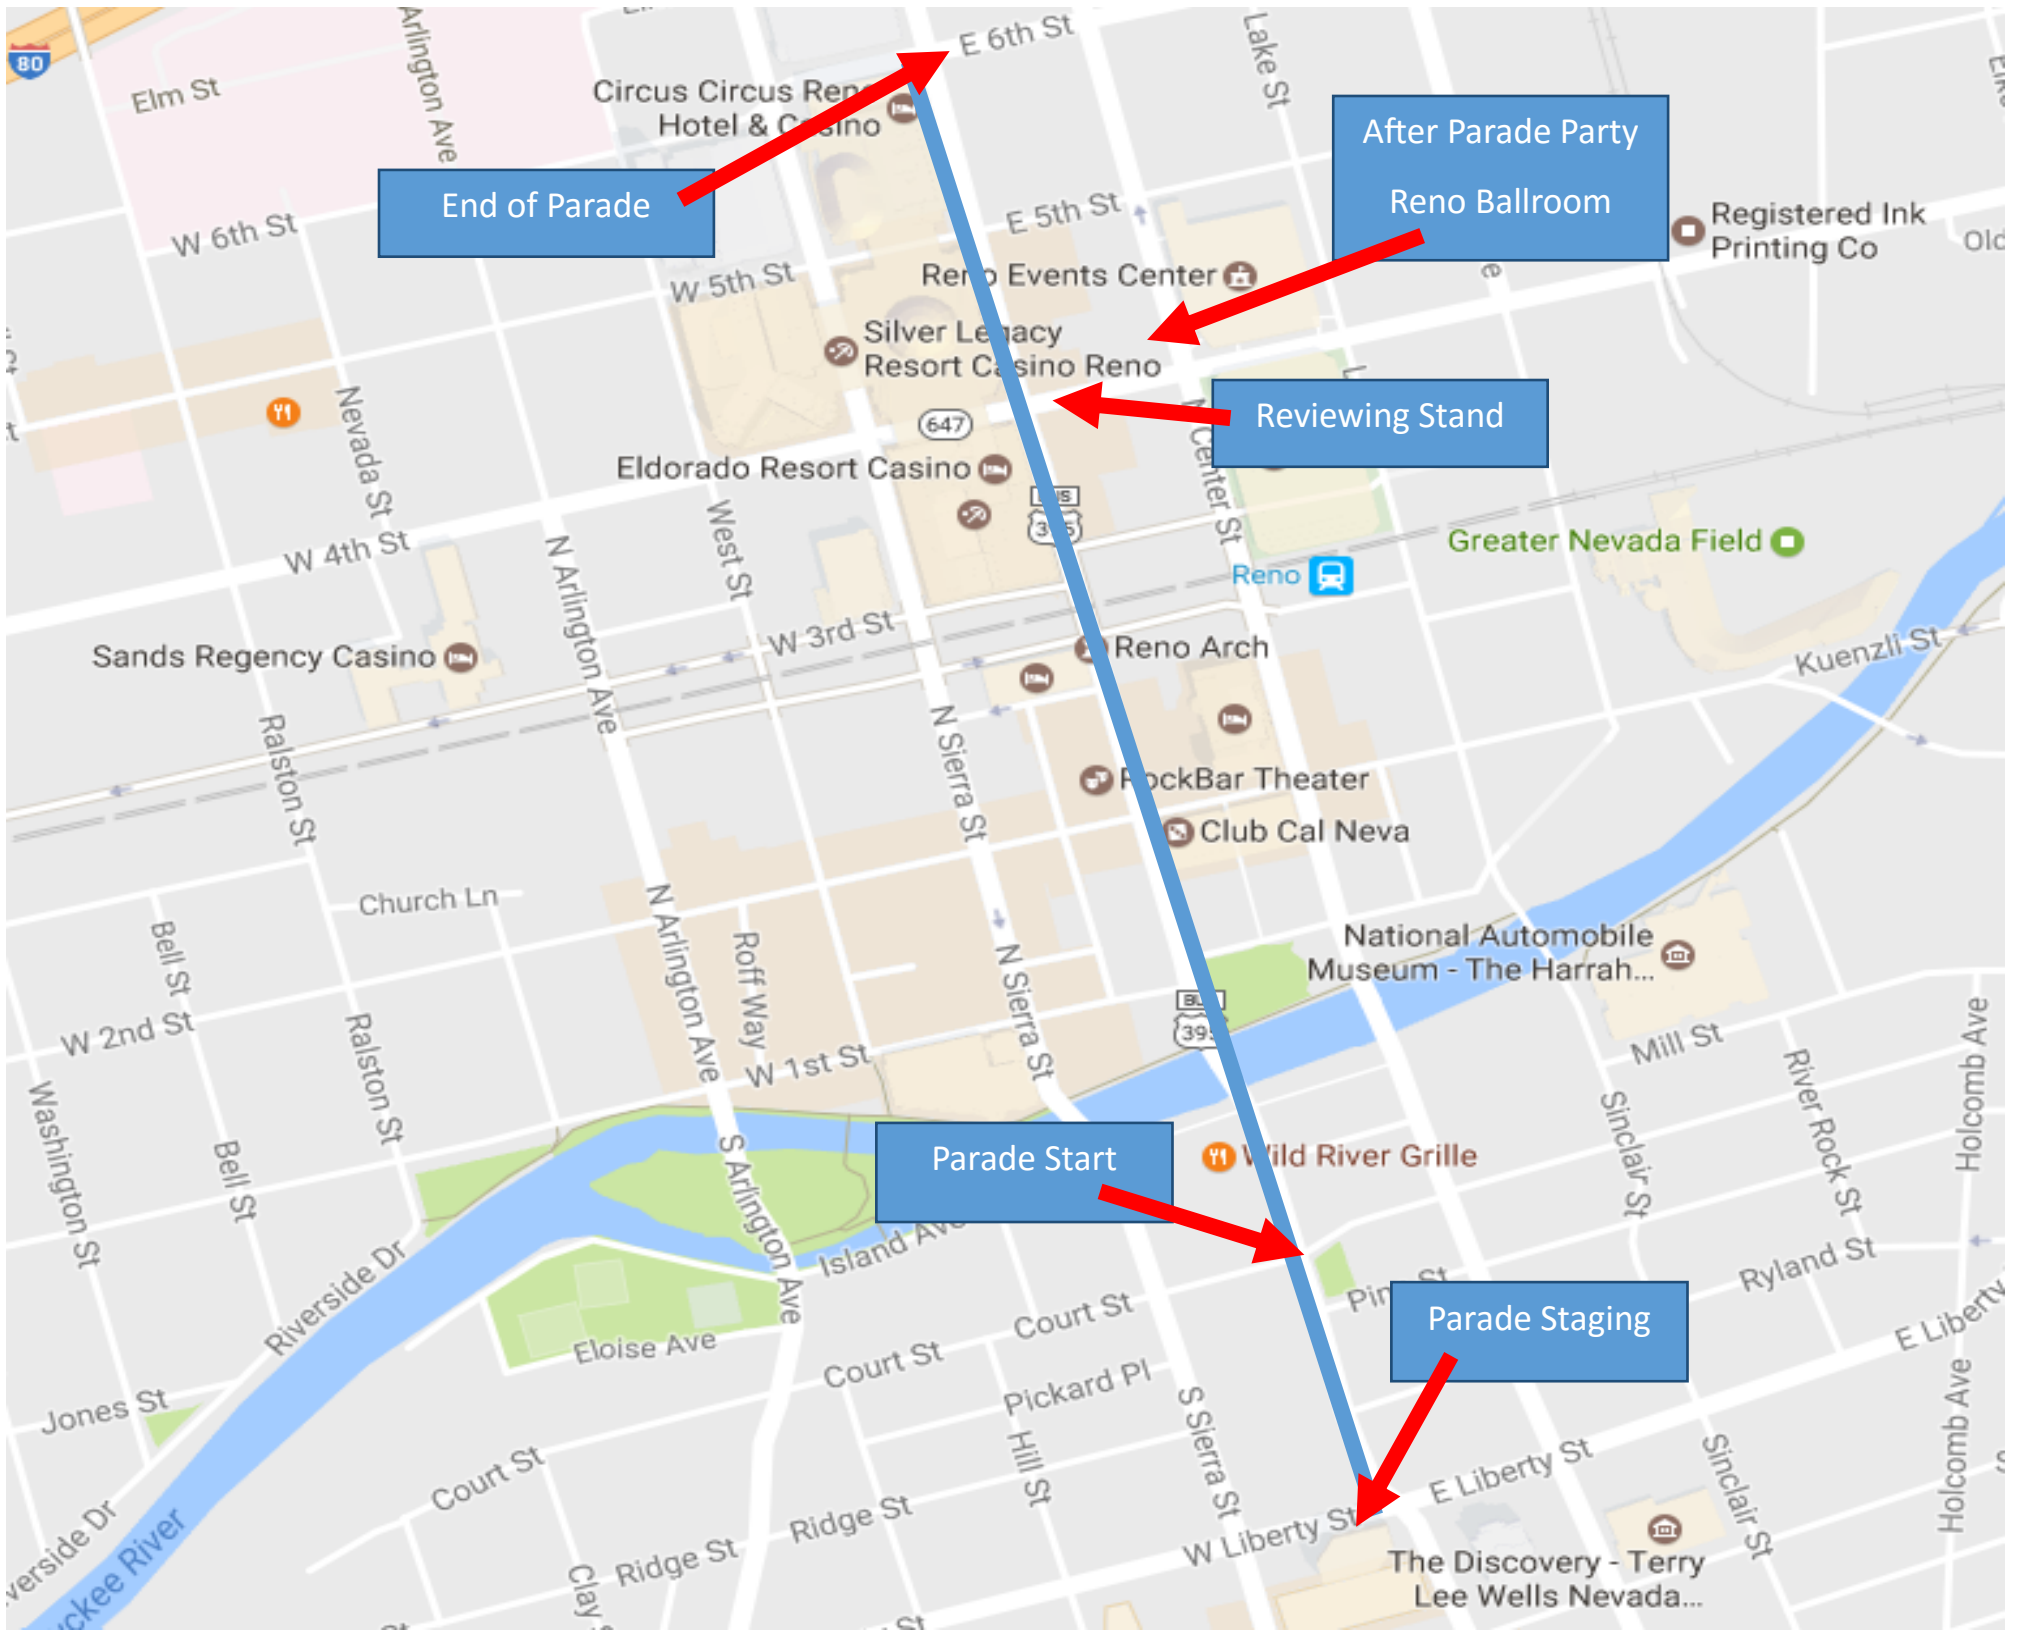 80
Elm St
Arlington Ave
E 6th St
Lake St
Circus Circus Reno
Hotel & Casino
After Parade Party
Reno Ballroom
End of Parade
W 6th St
E 5th St
Registered Ink
Printing Co
W 5th St
Reno Events Center
Silver Legacy
Resort Casino Reno
Nevada St
647
Reviewing Stand
N Center St
Eldorado Resort Casino
BUS
395
West St
W 4th St
N Arlington Ave
Greater Nevada Field
Reno
W 3rd St
Sands Regency Casino
Reno Arch
Kuenzli St
Ralston St
N Sierra St
RockBar Theater
Club Cal Neva
Church Ln
N Arlington Ave
Roff Way
Bell St
N Sierra St
National Automobile
Museum - The Harrah...
W 2nd St
Ralston St
BUS
395
W 1st St
Mill St
River Rock St
Holcomb Ave
Washington St
Bell St
S Arlington Ave
Parade Start
Wild River Grille
Sinclair St
Island Ave
Riverside Dr
Ryland St
Pine St
Court St
Parade Staging
E Liberty
Eloise Ave
Court St
Pickard Pl
Jones St
Hill St
S Sierra St
Court St
E Liberty St
Sinclair St
Holcomb Ave
Ridge St
W Liberty St
Riverside Dr
Ridge St
Clay
Truckee River
The Discovery - Terry
Lee Wells Nevada...